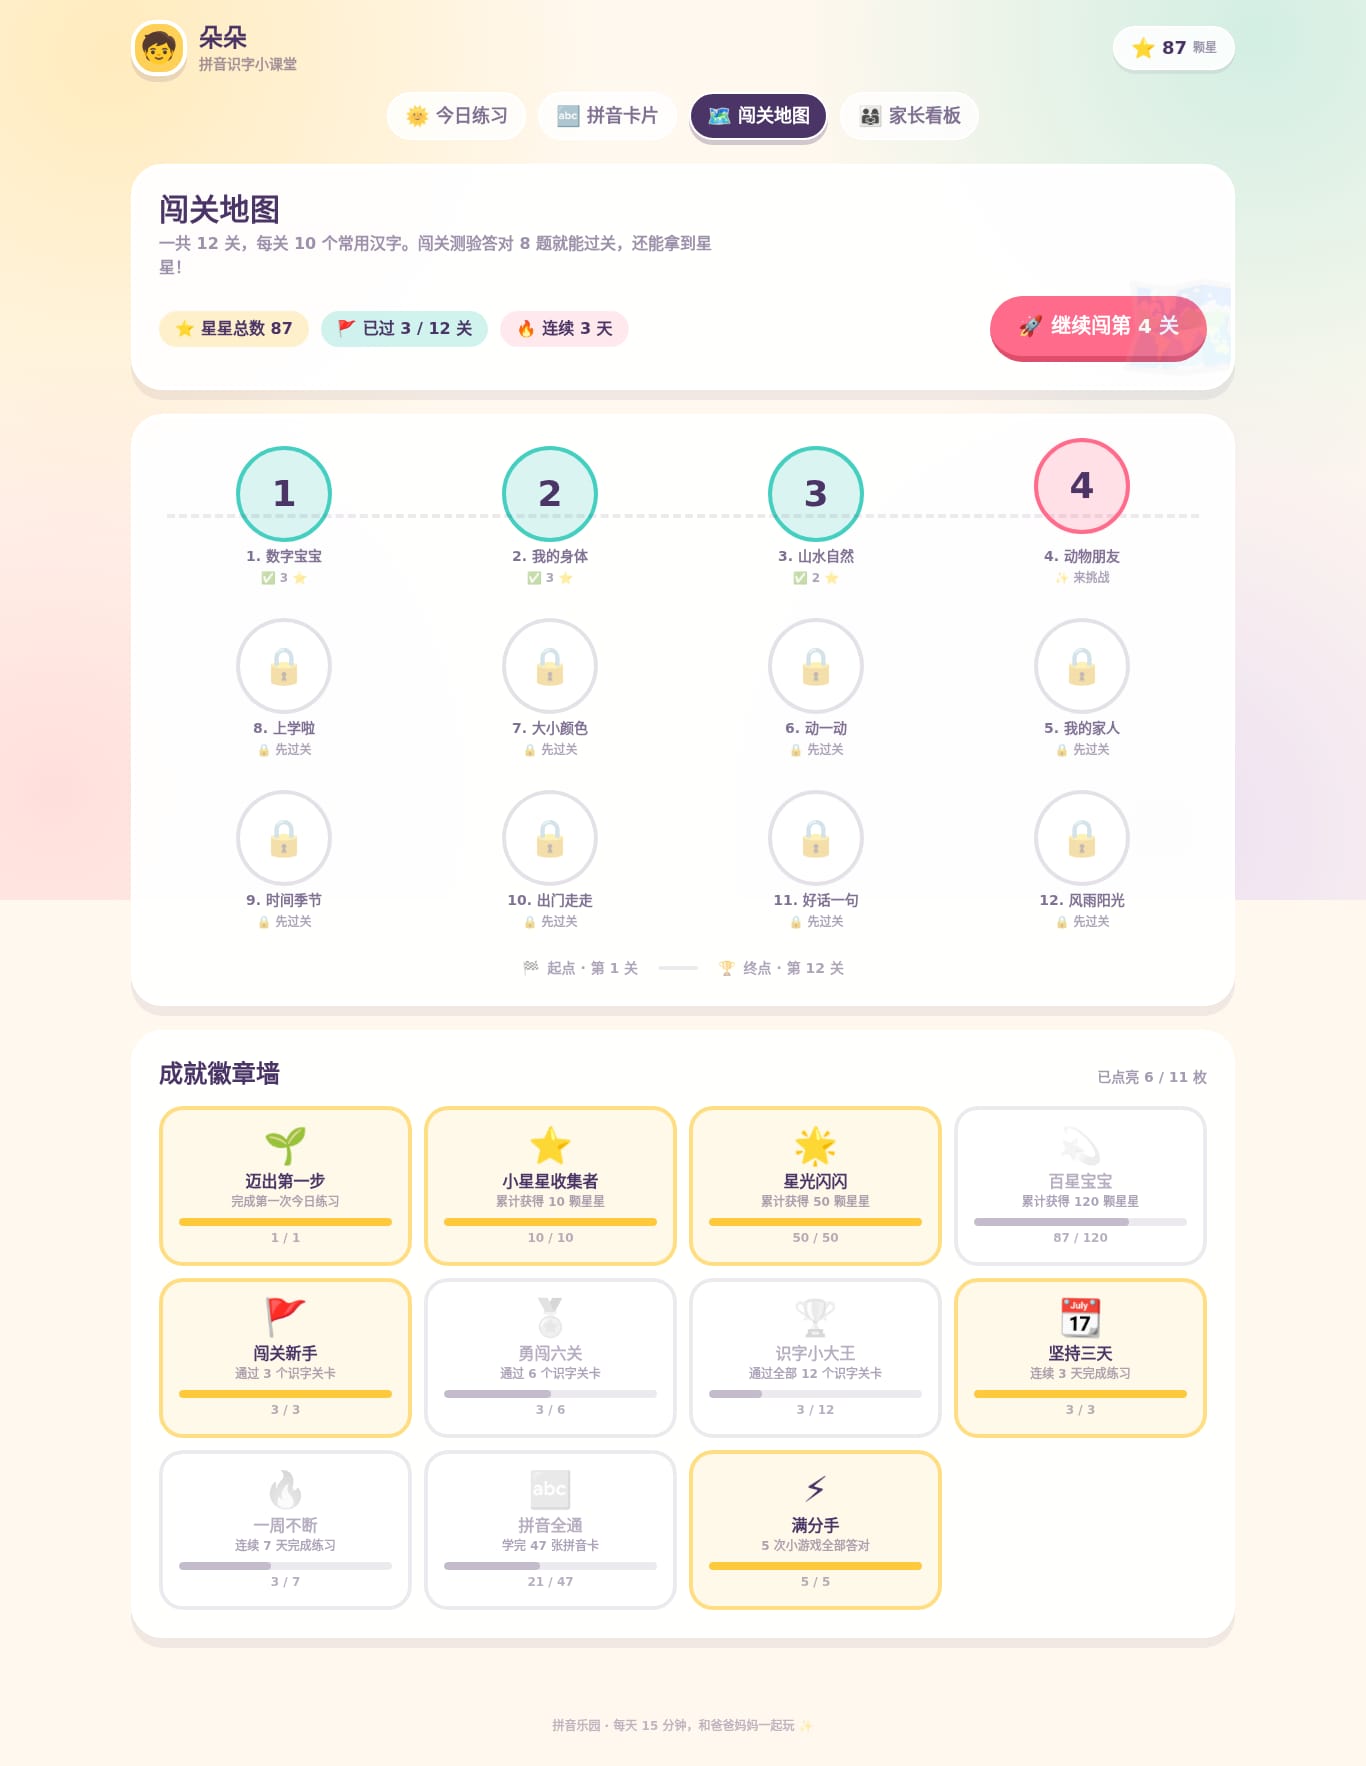 朵朵
拼音识字小课堂
87 颗星
今日练习
abc 拼音卡片
闯关地图
家长看板
闯关地图
一共 12 关，每关 10 个常用汉字。闯关测验答对 8 题就能过关，还能拿到星
星！
星星总数 87
已过 3 / 12 关
连续 3 天
继续闯第 4 关
1
2
3
4
1. 数字宝宝
2. 我的身体
3. 山水自然
4. 动物朋友
3
3
2
来挑战
8. 上学啦
7. 大小颜色
6. 动一动
5. 我的家人
先过关
先过关
先过关
先过关
9. 时间季节
10. 出门走走
11. 好话一句
12. 风雨阳光
先过关
先过关
先过关
先过关
起点 · 第 1 关
终点 · 第 12 关
成就徽章墙
已点亮 6 / 11 枚
迈出第一步
完成第一次今日练习
1 / 1
小星星收集者
累计获得 10 颗星星
10 / 10
星光闪闪
累计获得 50 颗星星
50 / 50
百星宝宝
累计获得 120 颗星星
87 / 120
闯关新手
通过 3 个识字关卡
3 / 3
勇闯六关
通过 6 个识字关卡
3 / 6
识字小大王
通过全部 12 个识字关卡
3 / 12
July
17
坚持三天
连续 3 天完成练习
3 / 3
一周不断
连续 7 天完成练习
3 / 7
abc
拼音全通
学完 47 张拼音卡
21 / 47
满分手
5 次小游戏全部答对
5 / 5
拼音乐园 · 每天 15 分钟，和爸爸妈妈一起玩